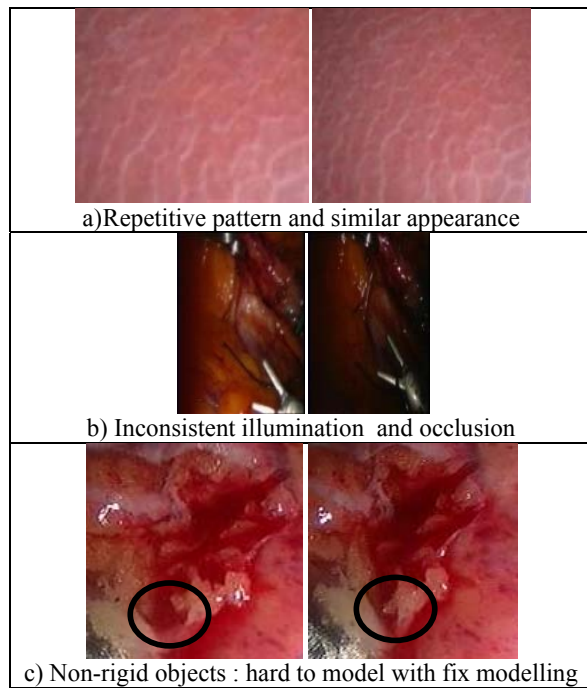 a)Repetitive pattern and similar appearance
b) Inconsistent illumination and occlusion
c) Non-rigid objects : hard to model with fix modelling